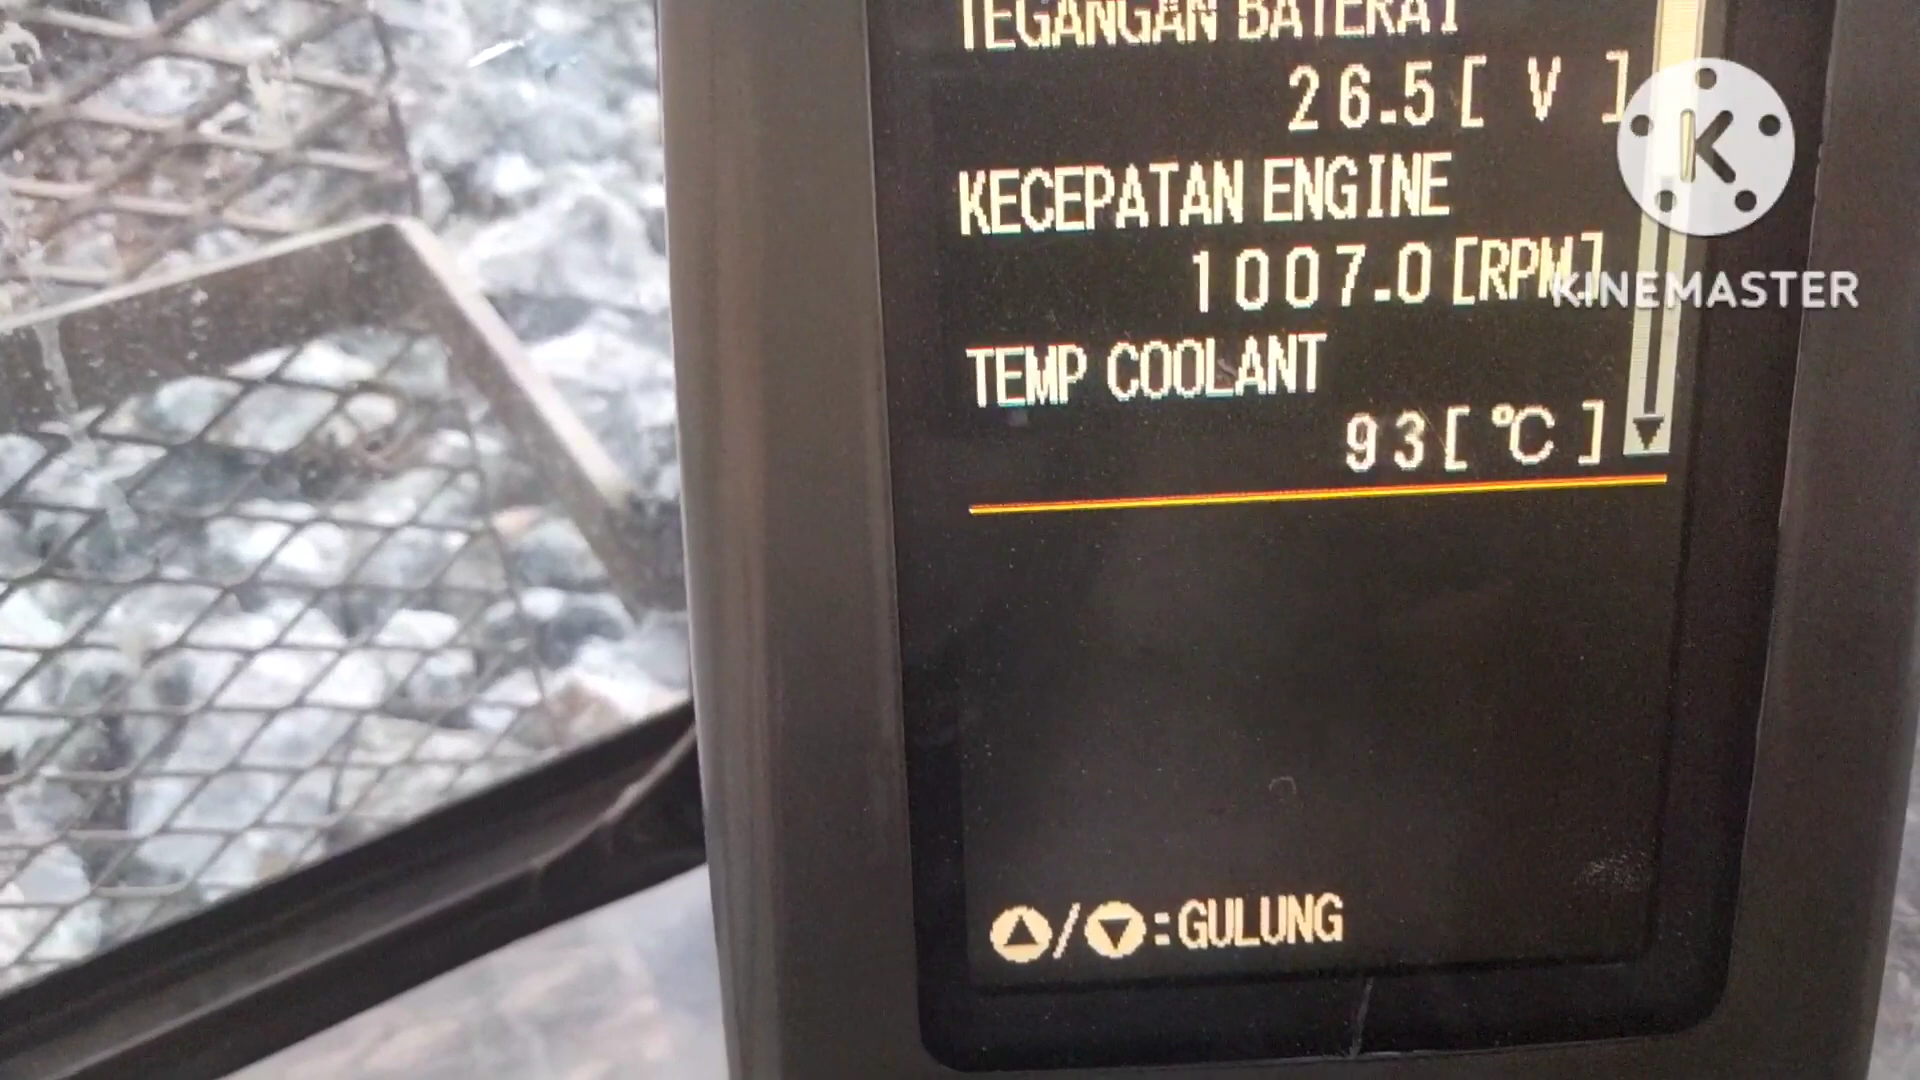 TEGANGAN BATERAI
26.5[ V ]
KECEPATAN ENGINE
1007.0 [RPM]
KINEMASTER
TEMP COOLANT
93[ °C ]
▲/▼:GULUNG